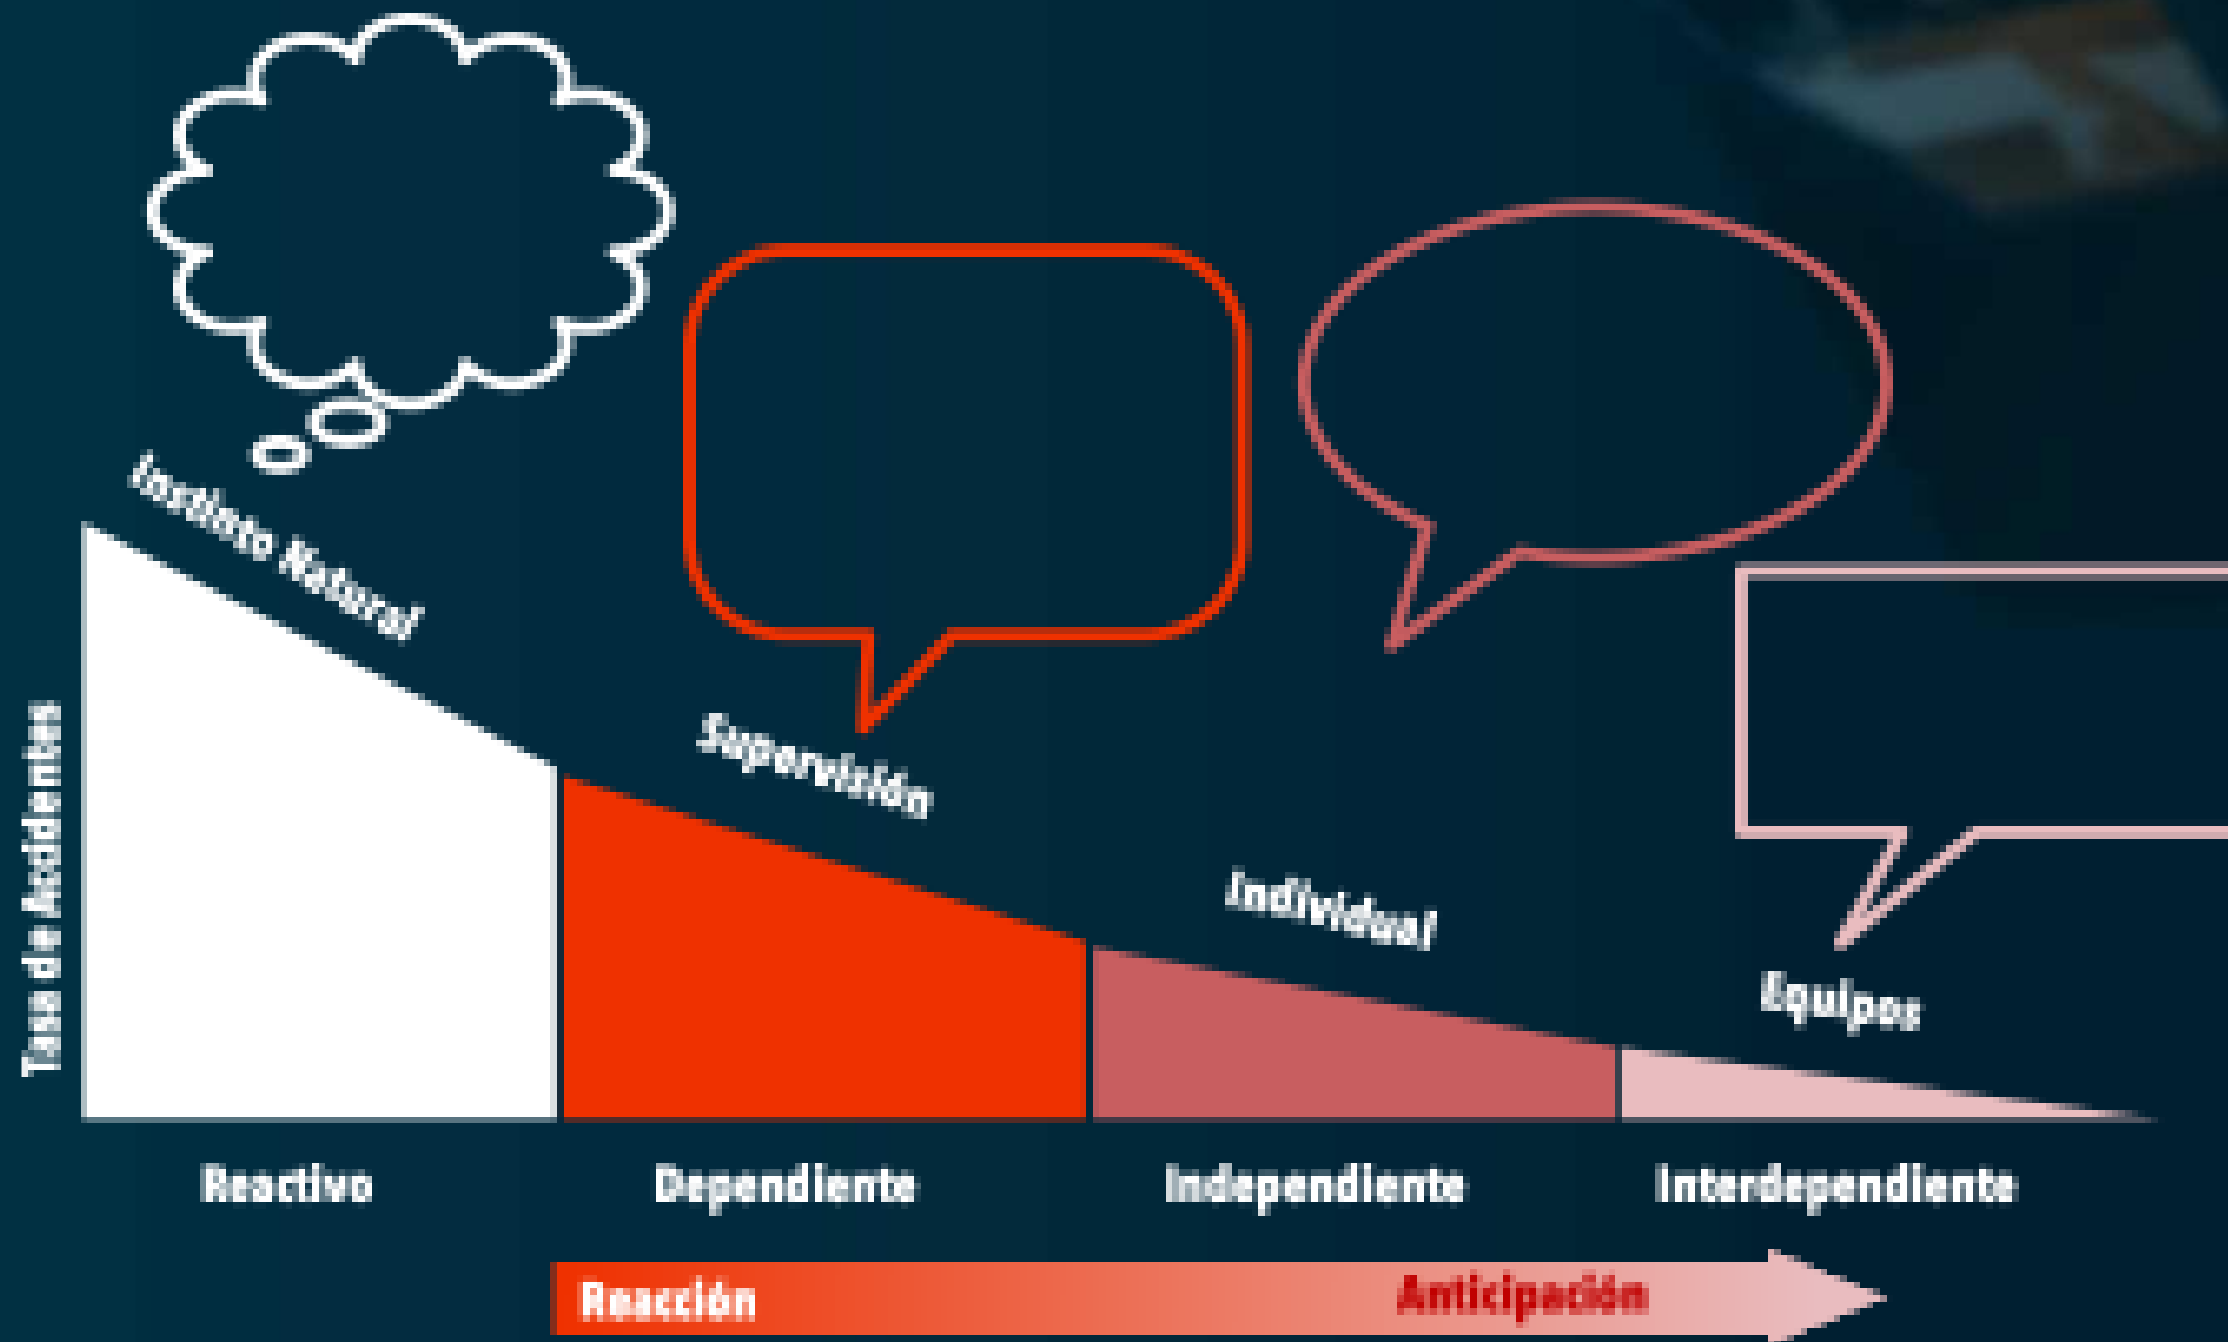 Instinto Natural
Supervisión
Individual
Equipos
Tasa de Accidentes
Reactivo
Dependiente
Independiente
Interdependiente
Reacción
Anticipación